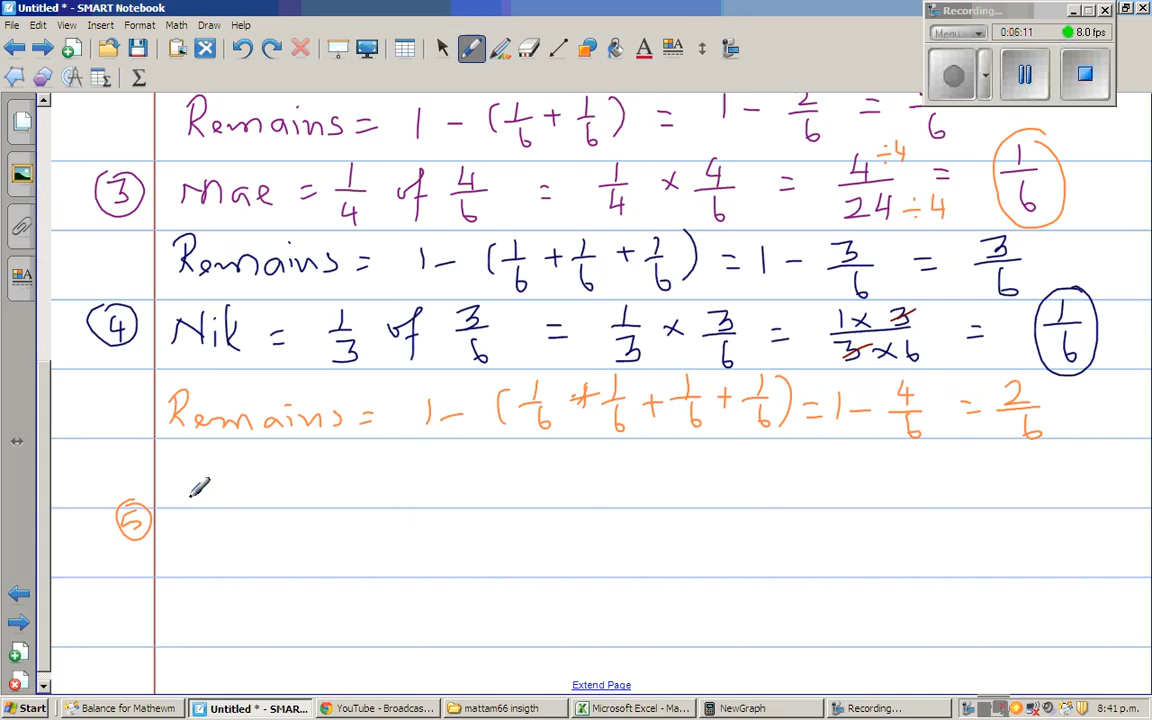 Untitled * - SMART Notebook
Recording...
File Edit View Insert Format Math Draw Help
Menu
0:06:11
8.0 fps
Remains = 1 - (1/6 + 1/6) = 1 - 2/6 = /6
③ Mae = 1/4 of 4/6 = 1/4 × 4/6 = 4/24 ÷4 ÷4 = 1/6
Remains = 1 - (1/6 + 1/6 + 1/6) = 1 - 3/6 = 3/6
④ Nik = 1/3 of 3/6 = 1/3 × 3/6 = 1×3/3×6 = 1/6
Remains = 1 - (1/6 + 1/6 + 1/6 + 1/6) = 1 - 4/6 = 2/6
⑤
Extend Page
Start
Balance for Mathewm
Untitled * - SMAR...
YouTube - Broadcas...
mattam66 insigth
Microsoft Excel - Ma...
NewGraph
Recording...
8:41 p.m.